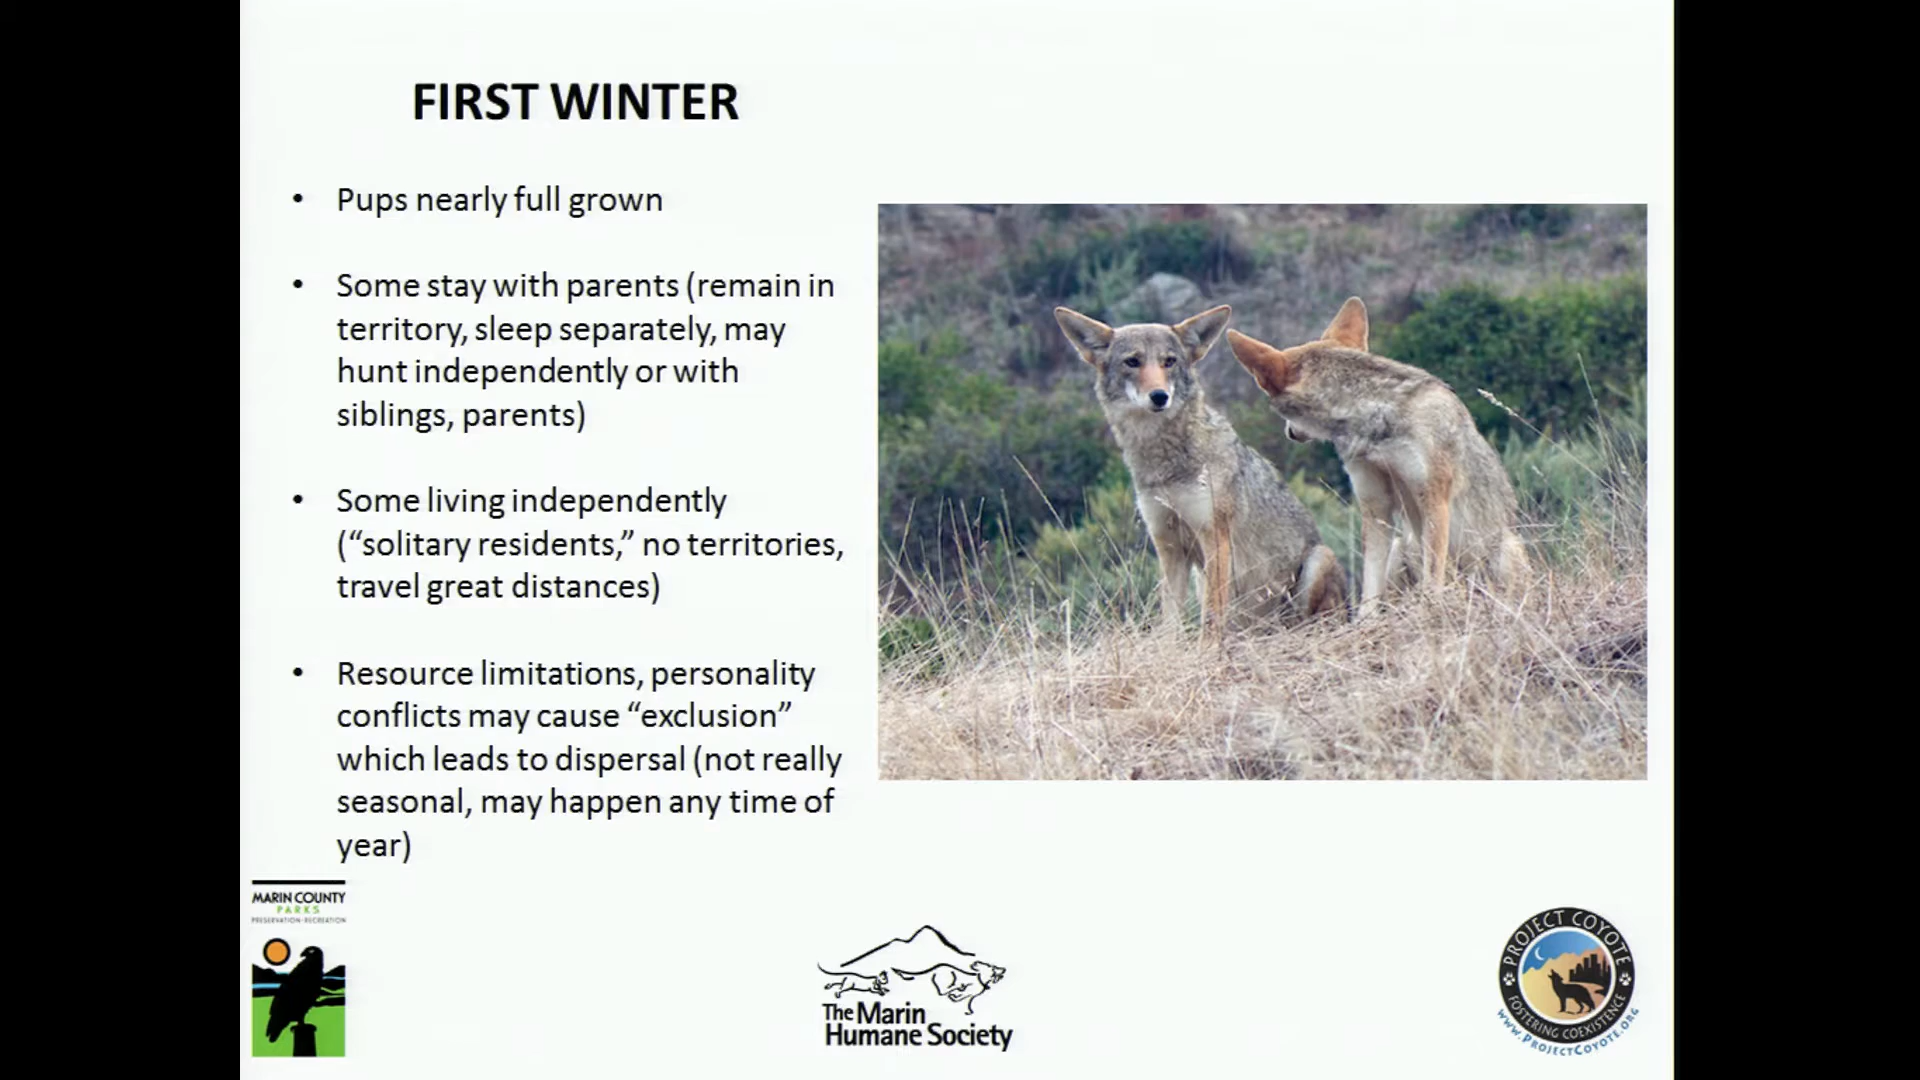 FIRST WINTER
• Pups nearly full grown
• Some stay with parents (remain in
territory, sleep separately, may
hunt independently or with
siblings, parents)
• Some living independently
(“solitary residents,” no territories,
travel great distances)
• Resource limitations, personality
conflicts may cause “exclusion”
which leads to dispersal (not really
seasonal, may happen any time of
year)
MARIN COUNTY
PARKS
PRESERVATION•RECREATION
The Marin
Humane Society
PROJECT COYOTE
FOSTERING COEXISTENCE
WWW.PROJECTCOYOTE.ORG